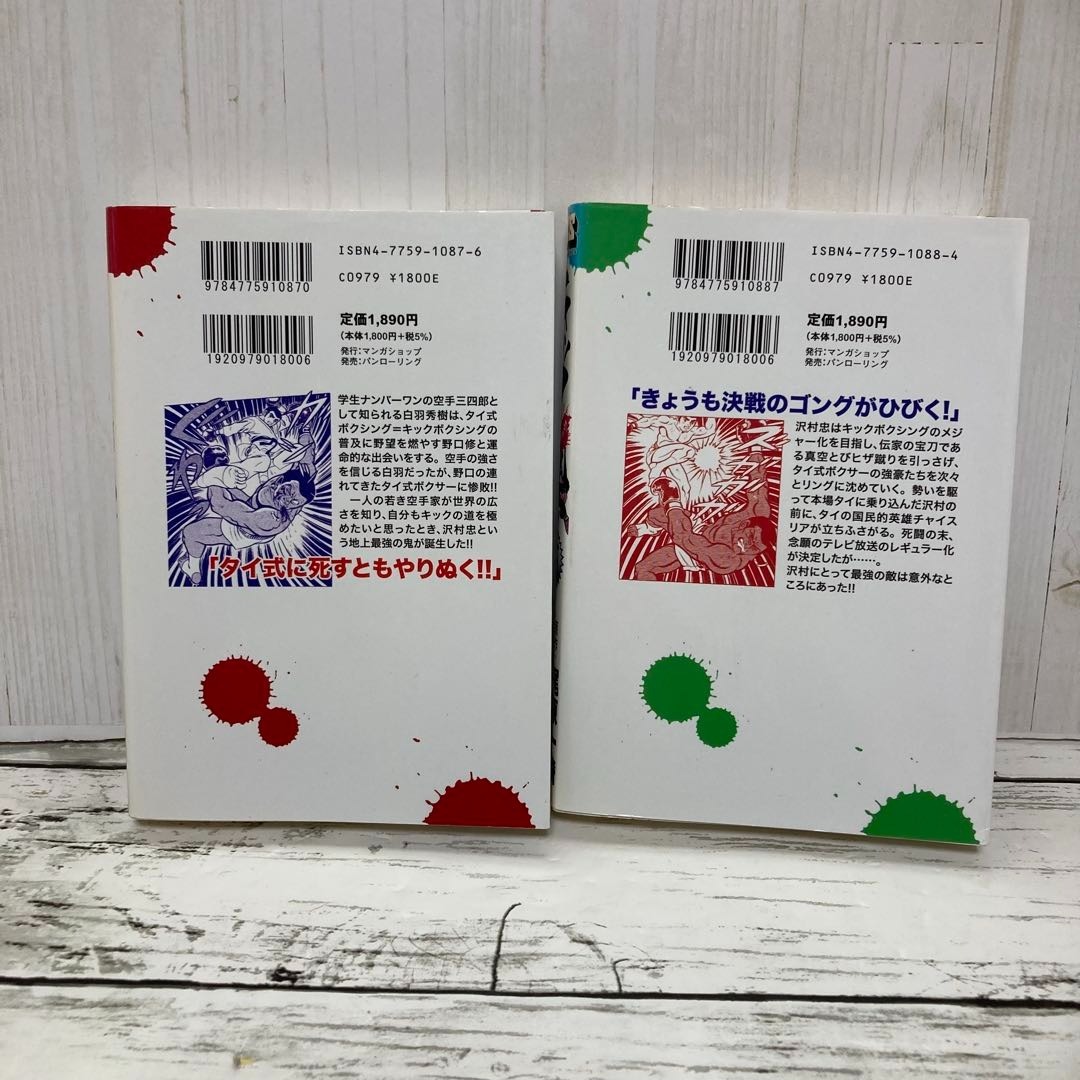 ISBN4-7759-1087-6
C0979 ¥1800E
9784775910870
定価1,890円
(本体1,800円+税5%)
発行:マンガショップ
発売:パンローリング
1920979018006
学生ナンバーワンの空手三四郎と
して知られる白羽秀樹は、タイ式
ボクシング=キックボクシングの
普及に野望を燃やす野口修と運
命的な出会いをする。空手の強さ
を信じる白羽だったが、野口の連
れてきたタイ式ボクサーに惨敗!!
一人の若き空手家が世界の広
さを知り、自分もキックの道を極
めたいと思ったとき、沢村忠とい
う地上最強の鬼が誕生した!!
「タイ式に死すともやりぬく!!」
ISBN4-7759-1088-4
C0979 ¥1800E
9784775910887
定価1,890円
(本体1,800円+税5%)
発行:マンガショップ
発売:パンローリング
1920979018006
「きょうも決戦のゴングがひびく!」
沢村忠はキックボクシングのメジ
ャー化を目指し、伝家の宝刀であ
る真空とびヒザ蹴りを引っさげ、
タイ式ボクサーの強豪たちを次々
とリングに沈めていく。勢いを駆
って本場タイに乗り込んだ沢村の
前に、タイの国民的英雄チャイス
リアが立ちふさがる。死闘の末、
念願のテレビ放送のレギュラー化
が決定したが……。
沢村にとって最強の敵は意外なと
ころにあった!!